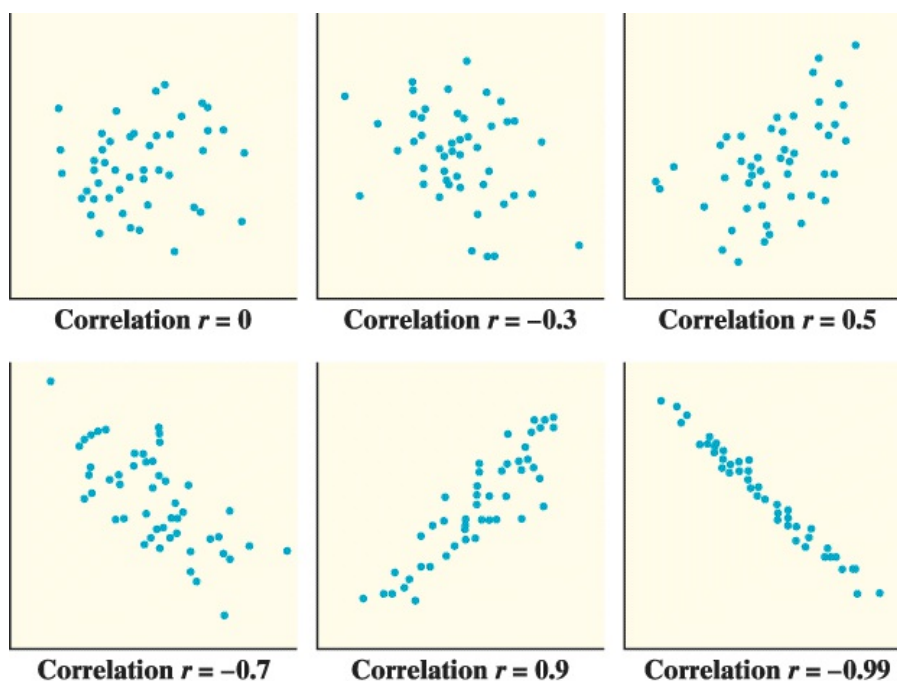 Correlation r = 0
Correlation r = −0.3
Correlation r = 0.5
Correlation r = −0.7
Correlation r = 0.9
Correlation r = −0.99